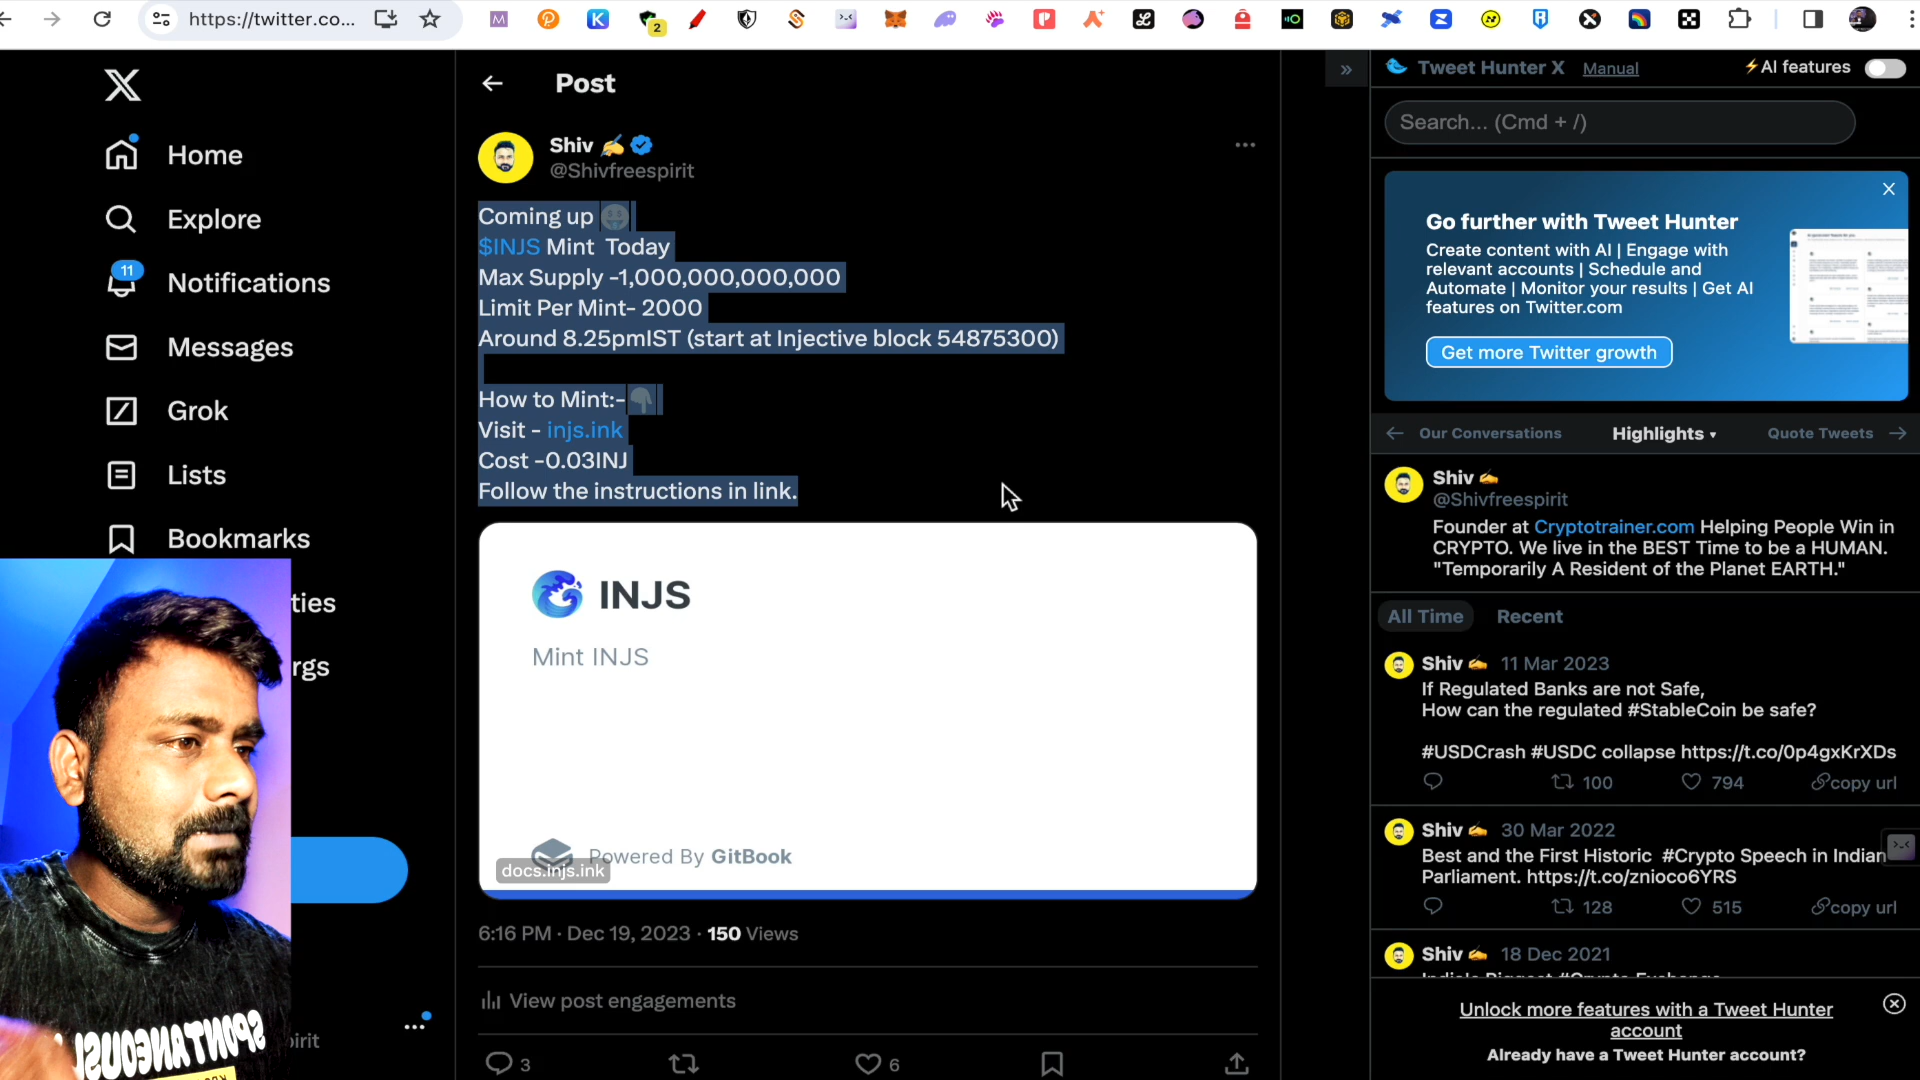 https://twitter.co...
2
Home
Explore
11
Notifications
Messages
Grok
Lists
Bookmarks
ties
rgs
irit
SPONTANEOUS
Post
Shiv
@Shivfreespirit
Coming up
$INJS Mint Today
Max Supply -1,000,000,000,000
Limit Per Mint- 2000
Around 8.25pmIST (start at Injective block 54875300)
How to Mint:-
Visit - injs.ink
Cost -0.03INJ
Follow the instructions in link.
INJS
Mint INJS
Powered By GitBook
docs.injs.ink
6:16 PM · Dec 19, 2023 · 150 Views
View post engagements
3
6
Tweet Hunter X
Manual
⚡AI features
Search... (Cmd + /)
Go further with Tweet Hunter
Create content with AI | Engage with
relevant accounts | Schedule and
Automate | Monitor your results | Get AI
features on Twitter.com
Get more Twitter growth
Our Conversations
Highlights
Quote Tweets
Shiv
@Shivfreespirit
Founder at Cryptotrainer.com Helping People Win in
CRYPTO. We live in the BEST Time to be a HUMAN.
"Temporarily A Resident of the Planet EARTH."
All Time
Recent
Shiv 11 Mar 2023
If Regulated Banks are not Safe,
How can the regulated #StableCoin be safe?
#USDCrash #USDC collapse https://t.co/0p4gxKrXDs
100
794
copy url
Shiv 30 Mar 2022
Best and the First Historic #Crypto Speech in Indian
Parliament. https://t.co/znioco6YRS
128
515
copy url
Shiv 18 Dec 2021
India's Biggest #Crypto Exchange
Unlock more features with a Tweet Hunter
account
Already have a Tweet Hunter account?